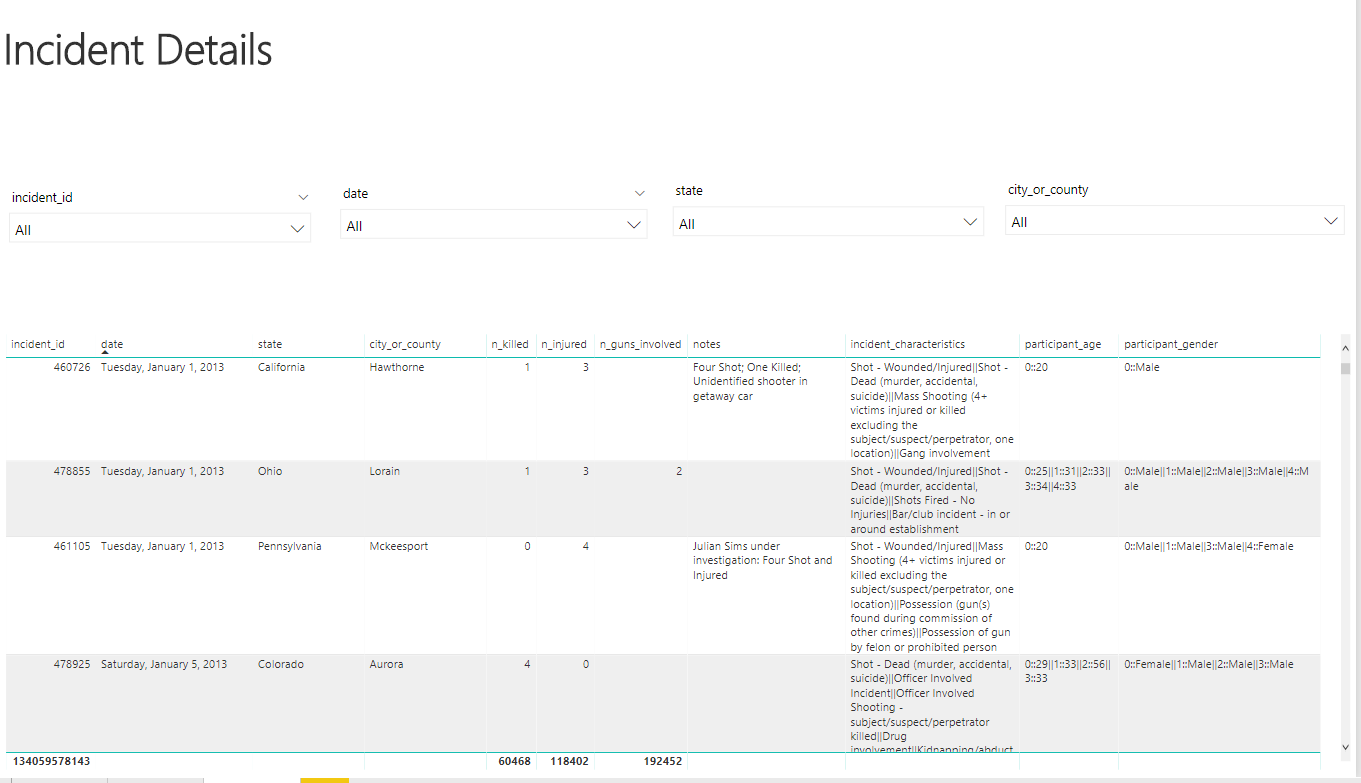 Incident Details
incident_id
date
state
city_or_county
All
All
All
All
incident_id date state city_or_county n_killed n_injured n_guns_involved notes incident_characteristics participant_age participant_gender
460726 Tuesday, January 1, 2013 California Hawthorne 1 3 Four Shot; One Killed; Shot - Wounded/Injured||Shot - 0::20 0::Male
Unidentified shooter in Dead (murder, accidental,
getaway car suicide)||Mass Shooting (4+
victims injured or killed
excluding the
subject/suspect/perpetrator, one
location)||Gang involvement
478855 Tuesday, January 1, 2013 Ohio Lorain 1 3 2 Shot - Wounded/Injured||Shot - 0::25||1::31||2::33|| 0::Male||1::Male||2::Male||3::Male||4::M
Dead (murder, accidental, 3::34||4::33 ale
suicide)||Shots Fired - No
Injuries||Bar/club incident - in or
around establishment
461105 Tuesday, January 1, 2013 Pennsylvania Mckeesport 0 4 Julian Sims under Shot - Wounded/Injured||Mass 0::20 0::Male||1::Male||3::Male||4::Female
investigation: Four Shot and Shooting (4+ victims injured or
Injured killed excluding the
subject/suspect/perpetrator, one
location)||Possession (gun(s)
found during commission of
other crimes)||Possession of gun
by felon or prohibited person
478925 Saturday, January 5, 2013 Colorado Aurora 4 0 Shot - Dead (murder, accidental, 0::29||1::33||2::56|| 0::Female||1::Male||2::Male||3::Male
suicide)||Officer Involved 3::33
Incident||Officer Involved
Shooting -
subject/suspect/perpetrator
killed||Drug
involvement||Kidnapping/abduct
134059578143 60468 118402 192452